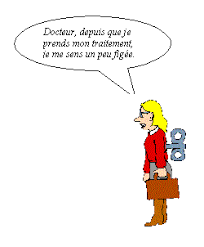 Docteur, depuis que je
prends mon traitement,
je me sens un peu figée.